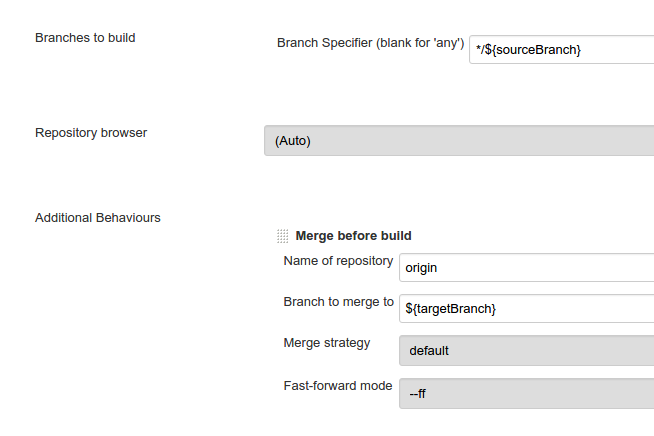 Branches to build
Branch Specifier (blank for 'any') */${sourceBranch}
Repository browser
(Auto)
Additional Behaviours
Merge before build
Name of repository origin
Branch to merge to ${targetBranch}
Merge strategy default
Fast-forward mode --ff